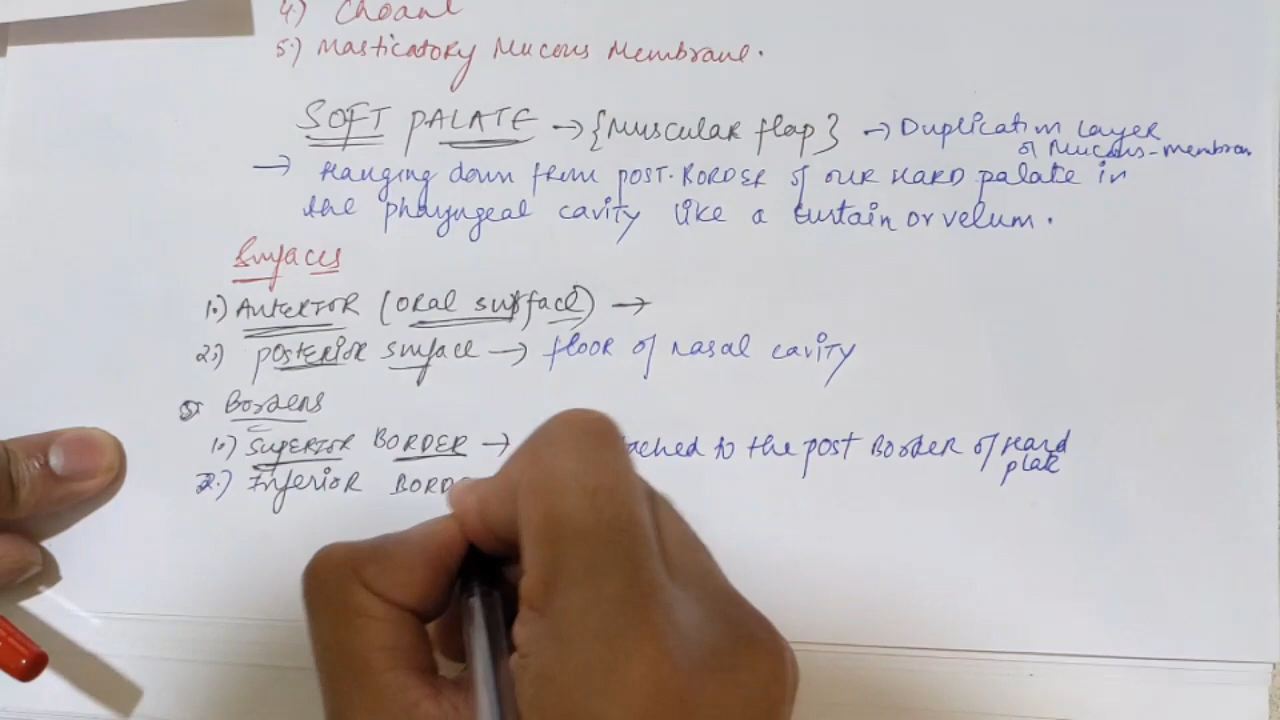 4.) Choanl
5.) Masticatory Mucous Membrane.
SOFT PALATE → {Muscular flap} → Duplication Layer
of Mucous-membran
→ Hanging down from POST. BORDER of our HARD palate in
the pharyngeal cavity like a curtain or velum.
Surfaces
1.) ANTERIOR (oral surface) →
2.) posterior surface → floor of nasal cavity
Borders
1.) Superior BORDER → tached to the post Border of Hard
plate
2.) Inferior BORD